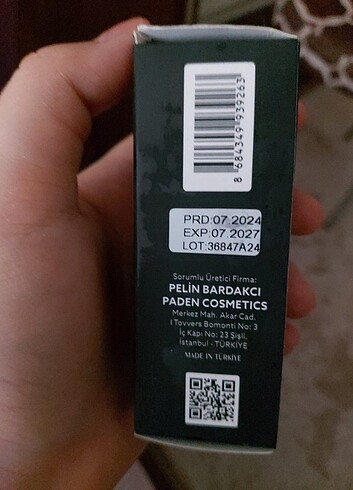 8 684349 939263
PRD:07.2024
EXP:07.2027
LOT:36847A24
Sorumlu Üretici Firma:
PELİN BARDAKCI
PADEN COSMETICS
Merkez Mah. Akar Cad.
I Tovvers Bomonti No: 3
İç Kapı No: 23 Şişli,
İstanbul - TÜRKİYE
MADE IN TÜRKİYE